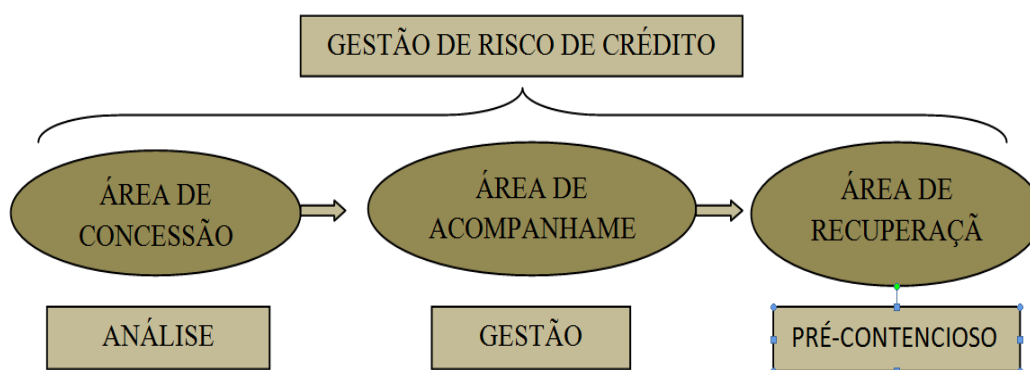 GESTÃO DE RISCO DE CRÉDITO
ÁREA DE
CONCESSÃO
ÁREA DE
ACOMPANHAME
ÁREA DE
RECUPERAÇÃ
ANÁLISE
GESTÃO
PRÉ-CONTENCIOSO